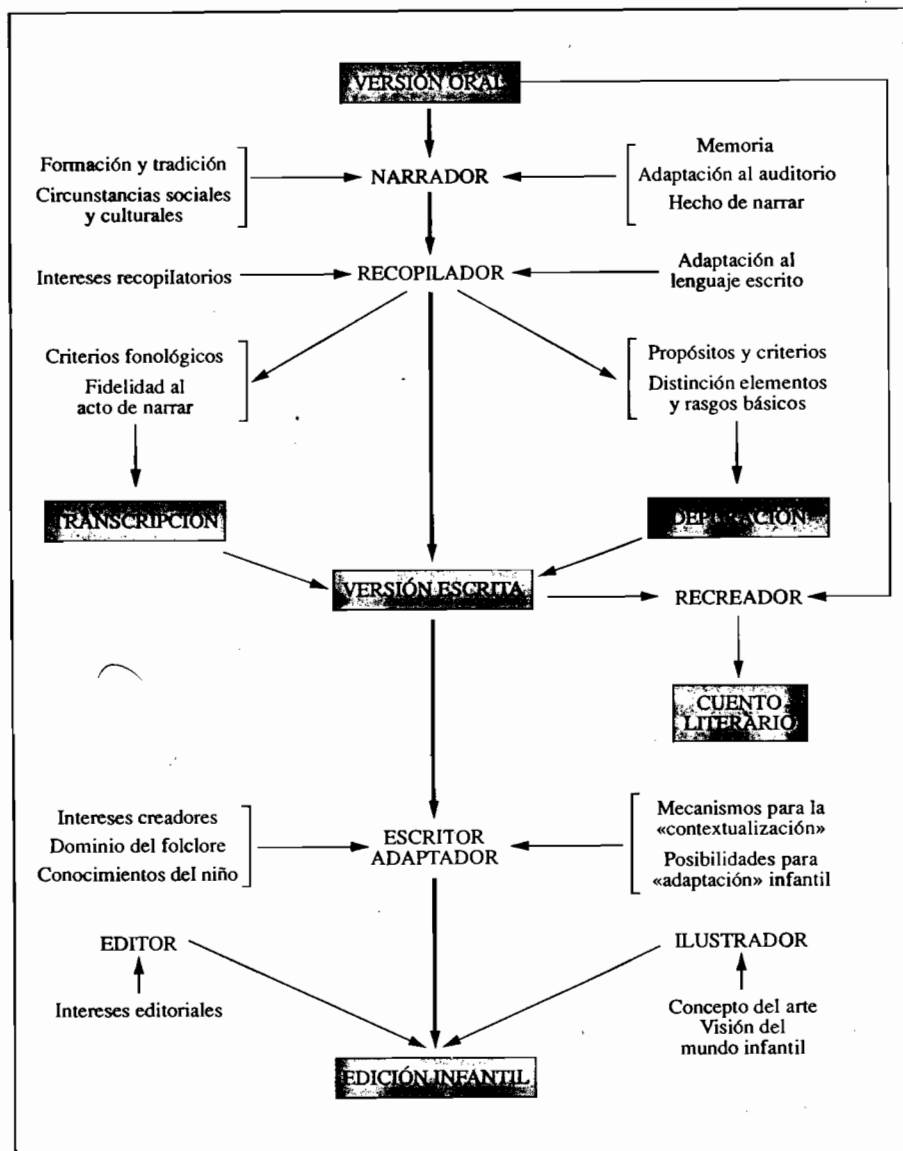 VERSIÓN ORAL
Formación y tradición
Circunstancias sociales
y culturales
NARRADOR
Memoria
Adaptación al auditorio
Hecho de narrar
Intereses recopilatorios
RECOPILADOR
Adaptación al
lenguaje escrito
Criterios fonológicos
Fidelidad al
acto de narrar
Propósitos y criterios
Distinción elementos
y rasgos básicos
TRANSCRIPCIÓN
DEPURACIÓN
VERSIÓN ESCRITA
RECREADOR
CUENTO
LITERARIO
Intereses creadores
Dominio del folclore
Conocimientos del niño
ESCRITOR
ADAPTADOR
Mecanismos para la
«contextualización»
Posibilidades para
«adaptación» infantil
EDITOR
Intereses editoriales
ILUSTRADOR
Concepto del arte
Visión del
mundo infantil
EDICIÓN INFANTIL